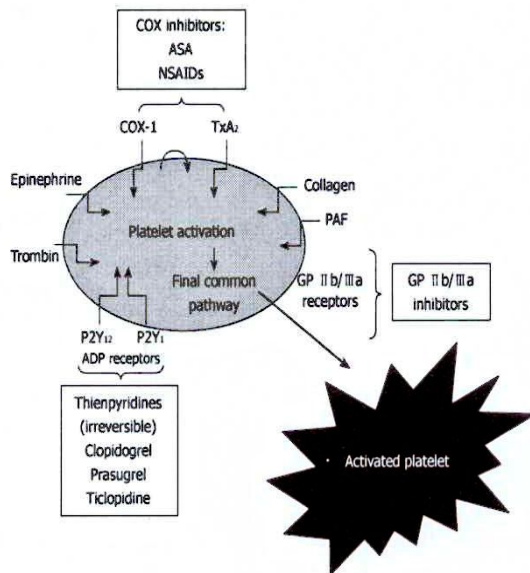 COX inhibitors:
ASA
NSAIDs
COX-1
TxA₂
Epinephrine
Collagen
PAF
Platelet activation
Trombin
Final common
pathway
GP Ⅱb/Ⅲa
receptors
GP Ⅱb/Ⅲa
inhibitors
P2Y₁₂
P2Y₁
ADP receptors
Thienpyridines
(irreversible)
Clopidogrel
Prasugrel
Ticlopidine
Activated platelet